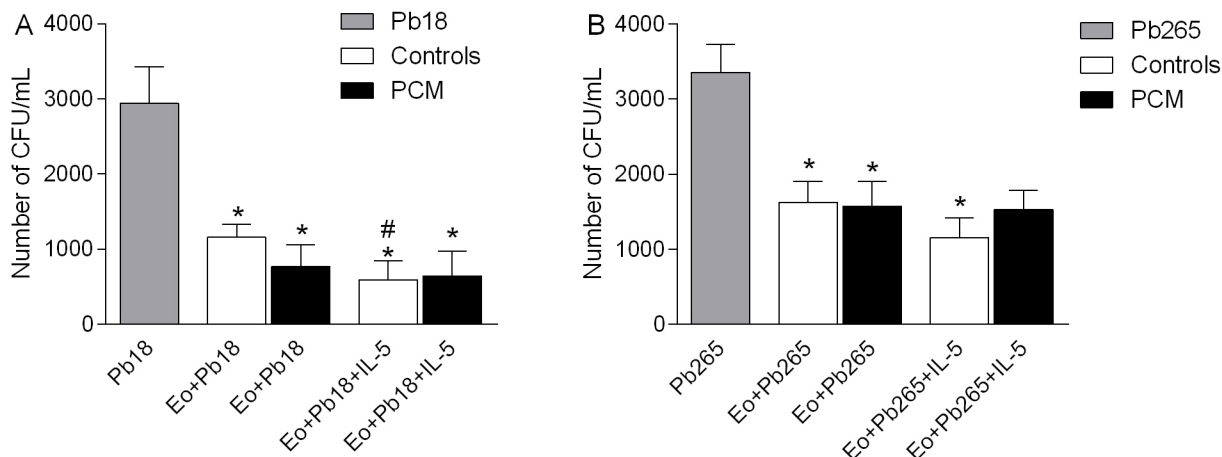 A
4000
3000
2000
1000
0
Number of CFU/mL
Pb18
Controls
PCM
*
*
#
*
*
Pb18
Eo+Pb18
Eo+Pb18
Eo+Pb18+IL-5
Eo+Pb18+IL-5
B
4000
3000
2000
1000
0
Number of CFU/mL
Pb265
Controls
PCM
*
*
*
Pb265
Eo+Pb265
Eo+Pb265
Eo+Pb265+IL-5
Eo+Pb265+IL-5